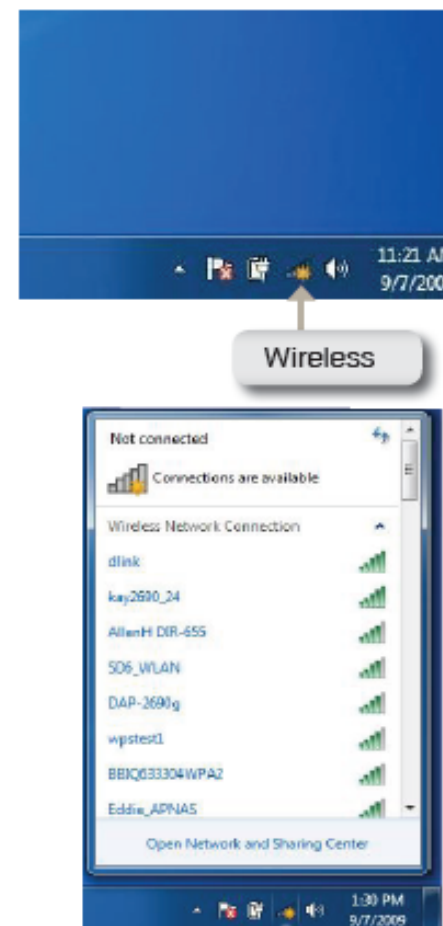 11:21 A
9/7/200
Wireless
Not connected
Connections are available
Wireless Network Connection
dlink
kay2690_24
AllenH DIR-655
SD6_WLAN
DAP-2690g
wpstest1
BBIQ633304WPA2
Eddie_APNAS
Open Network and Sharing Center
1:30 PM
9/7/2009